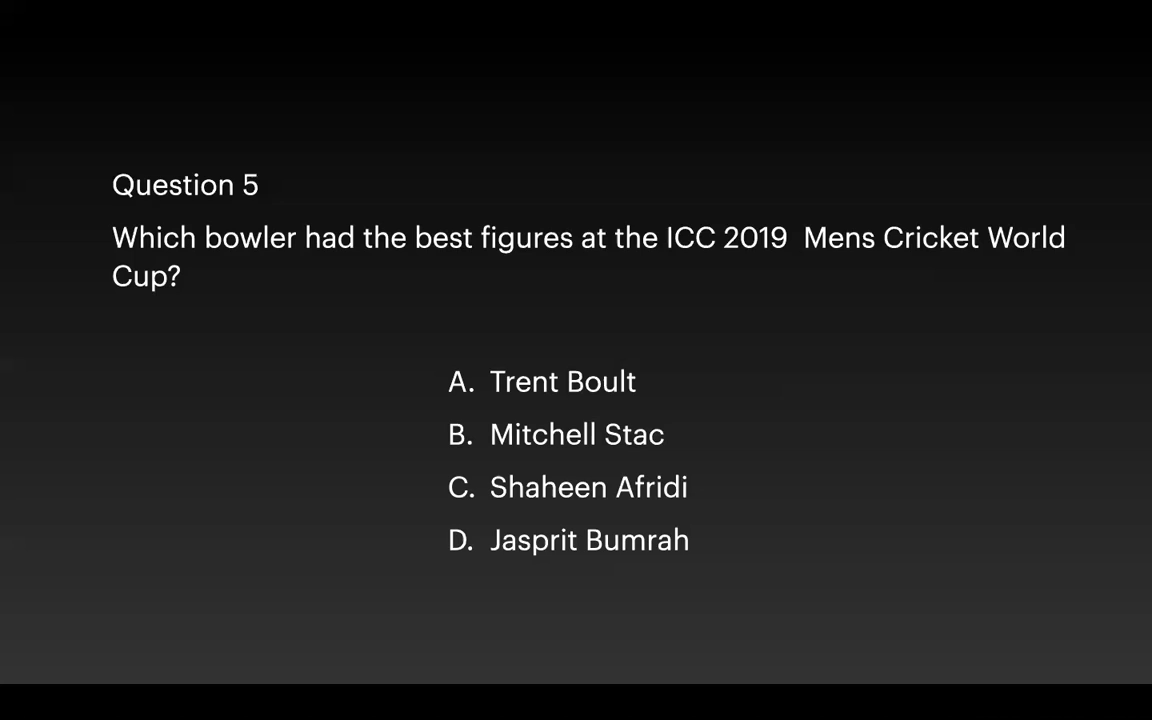 Question 5
Which bowler had the best figures at the ICC 2019  Mens Cricket World
Cup?
A. Trent Boult
B. Mitchell Stac
C. Shaheen Afridi
D. Jasprit Bumrah